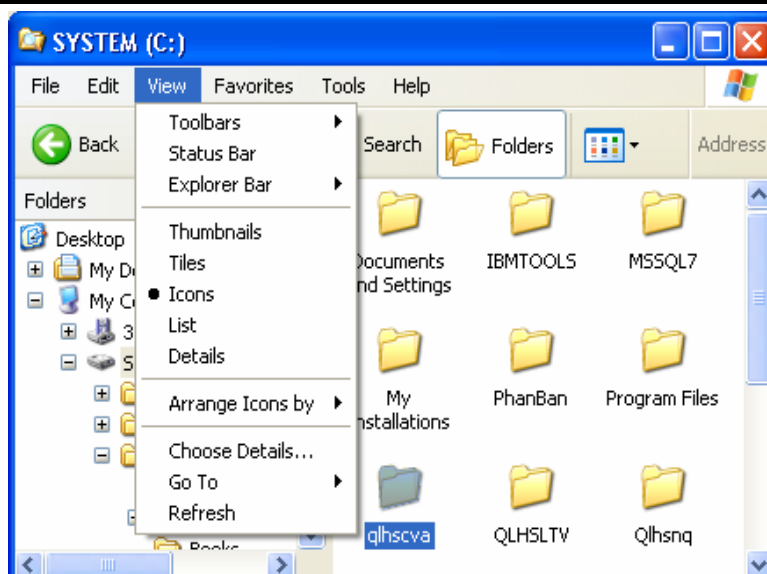 SYSTEM (C:)
File Edit View Favorites Tools Help
Back Search Folders Address
Toolbars
Status Bar
Explorer Bar
Thumbnails
Tiles
Icons
List
Details
Arrange Icons by
Choose Details...
Go To
Refresh
Folders
Desktop
My
My
3
S
Documents
and Settings
IBMTOOLS
MSSQL7
My
Installations
PhanBan
Program Files
qlhscva
QLHSLTV
Qlhsnq
Books